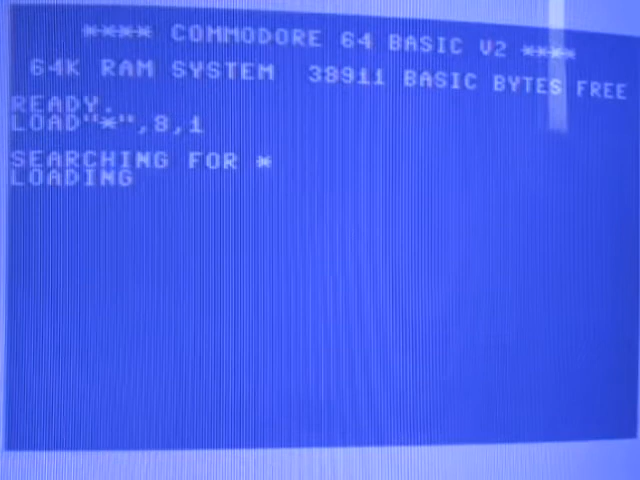 **** COMMODORE 64 BASIC V2 ****
64K RAM SYSTEM 38911 BASIC BYTES FREE
READY.
LOAD"*",8,1
SEARCHING FOR *
LOADING